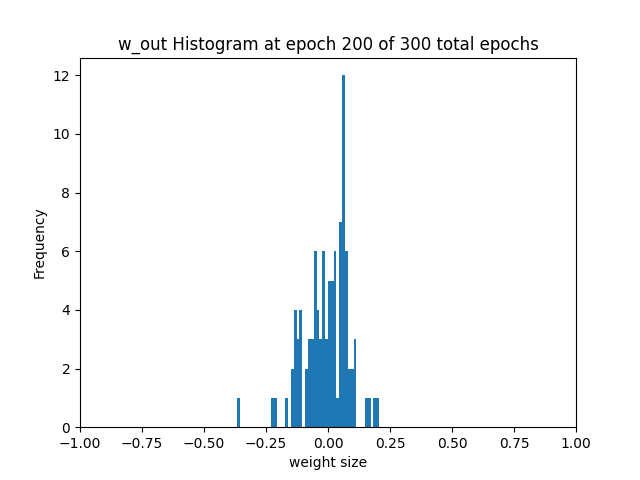 w_out Histogram at epoch 200 of 300 total epochs
Frequency
12
10
8
6
4
2
0
−1.00 −0.75 −0.50 −0.25 0.00 0.25 0.50 0.75 1.00
weight size